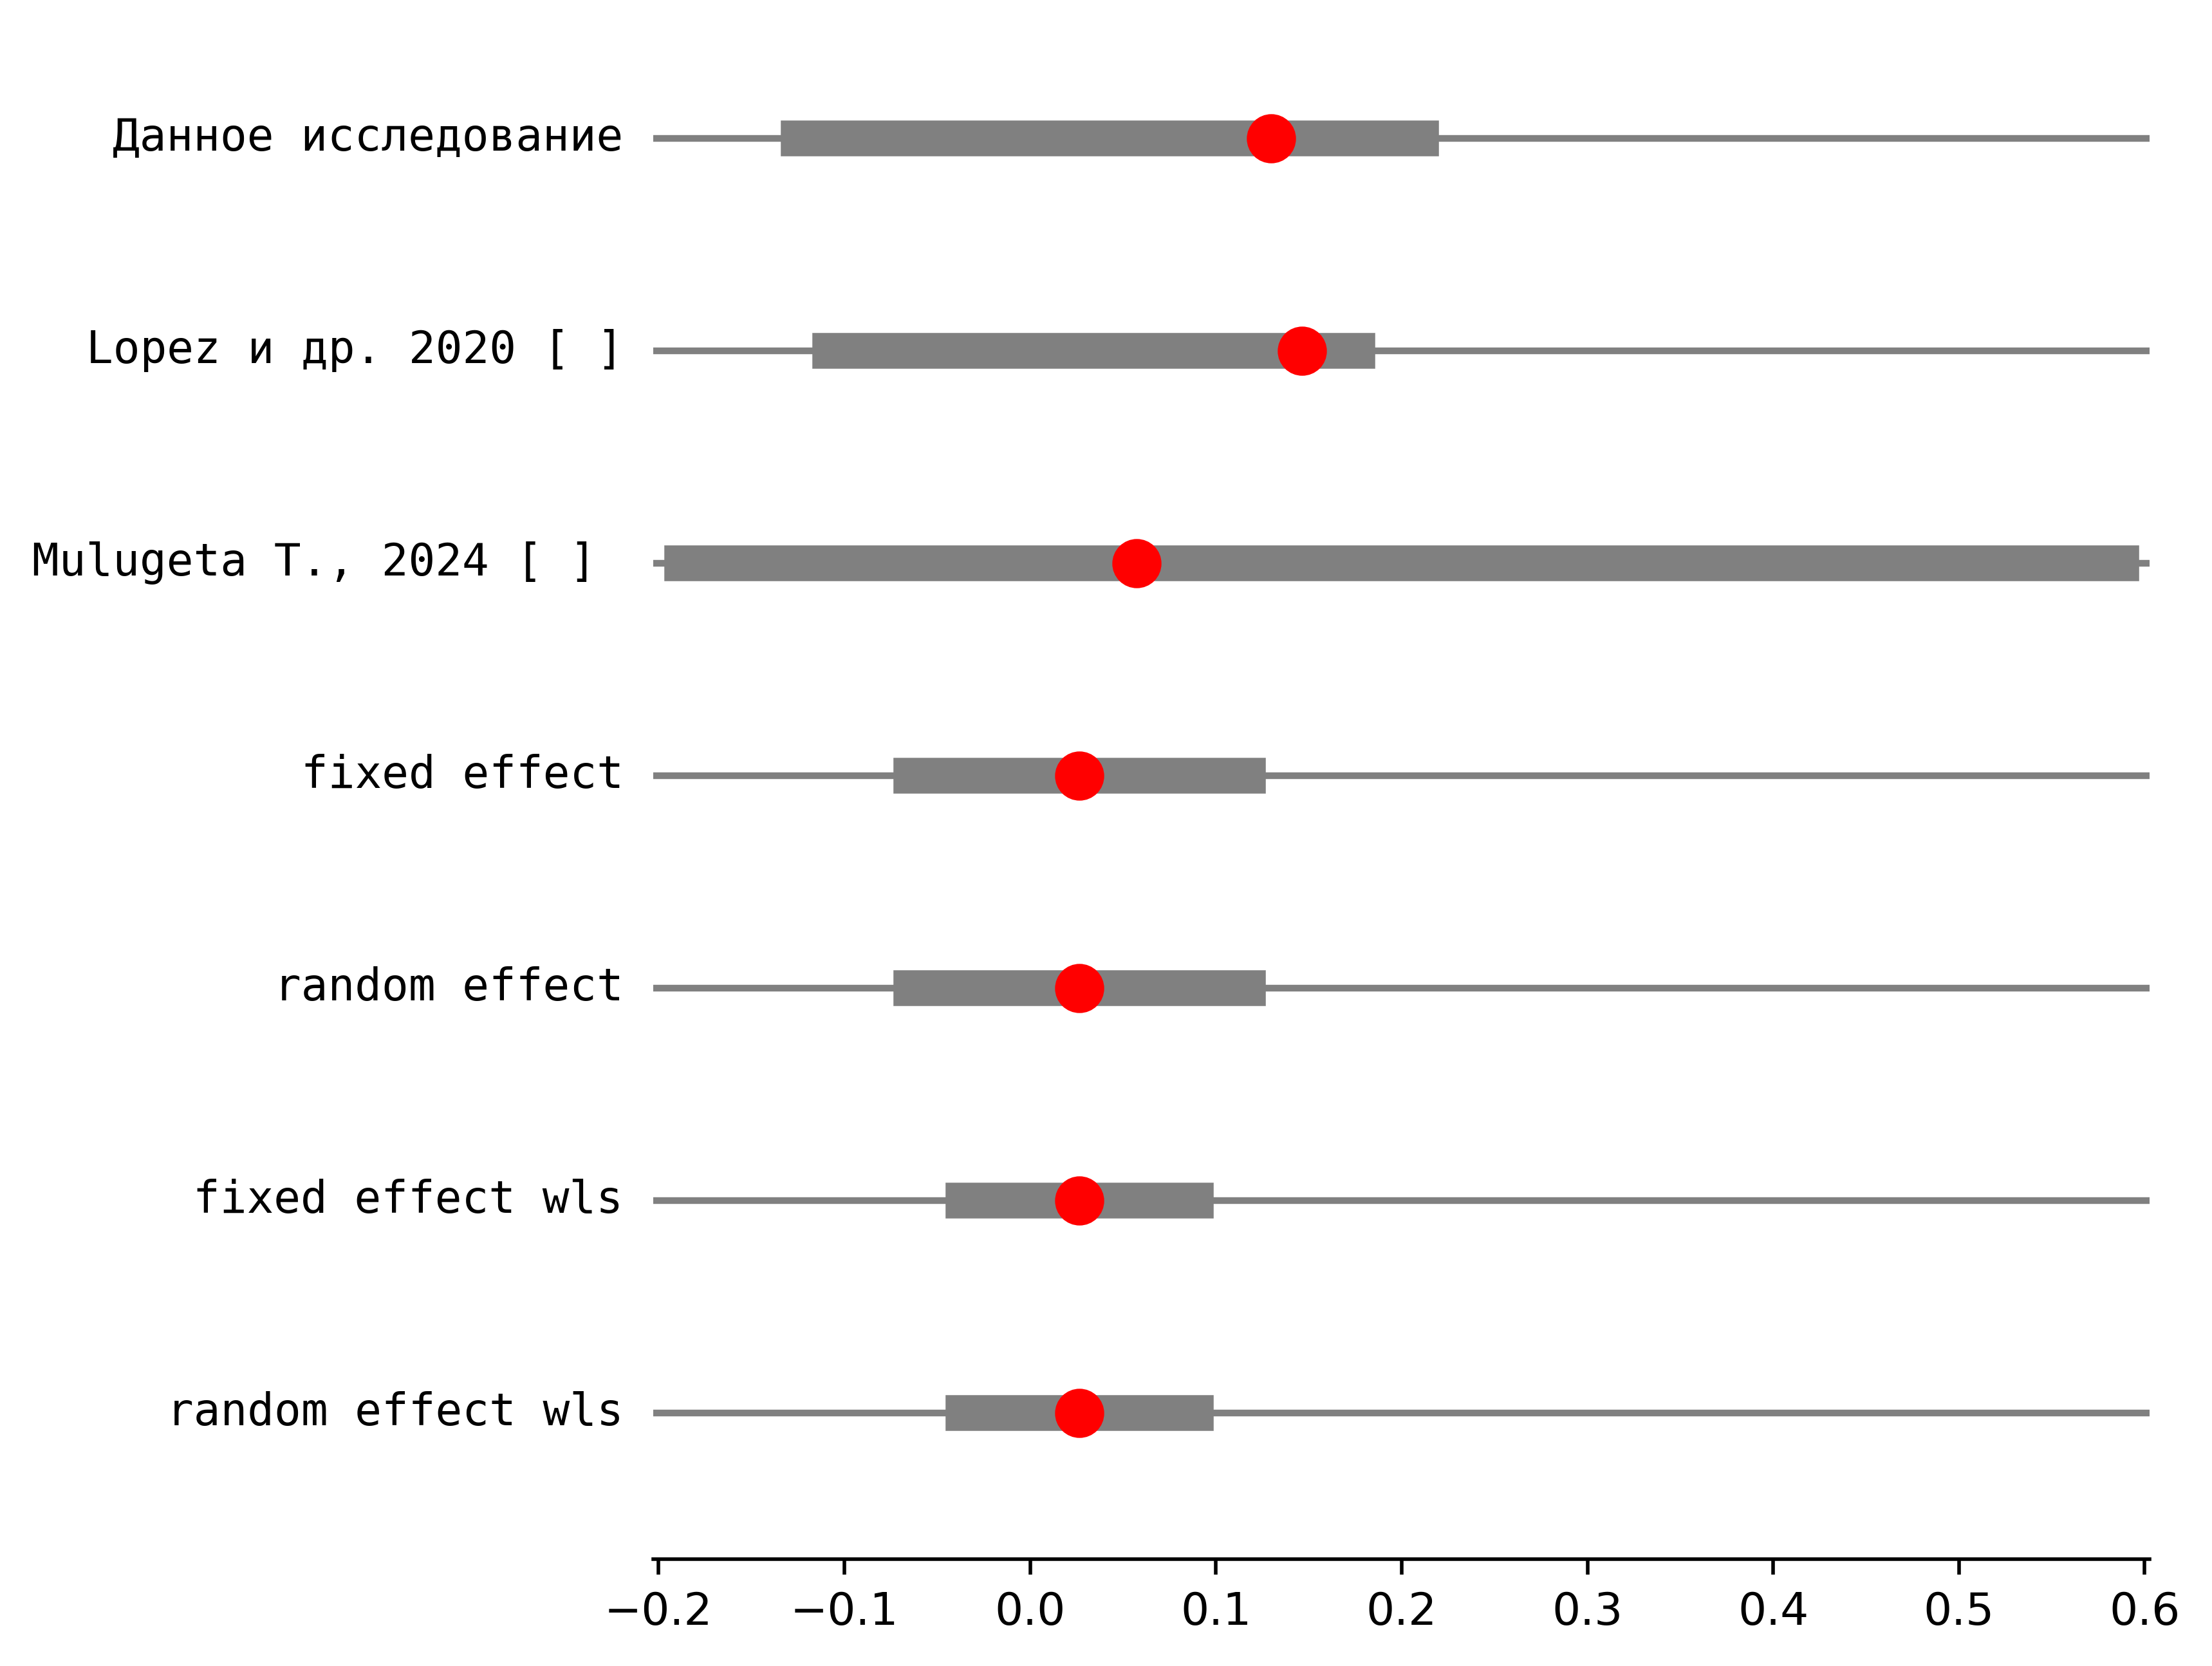 Данное исследование
Lopez и др. 2020 [ ]
Mulugeta T., 2024 [ ]
fixed effect
random effect
fixed effect wls
random effect wls
−0.2 −0.1 0.0 0.1 0.2 0.3 0.4 0.5 0.6